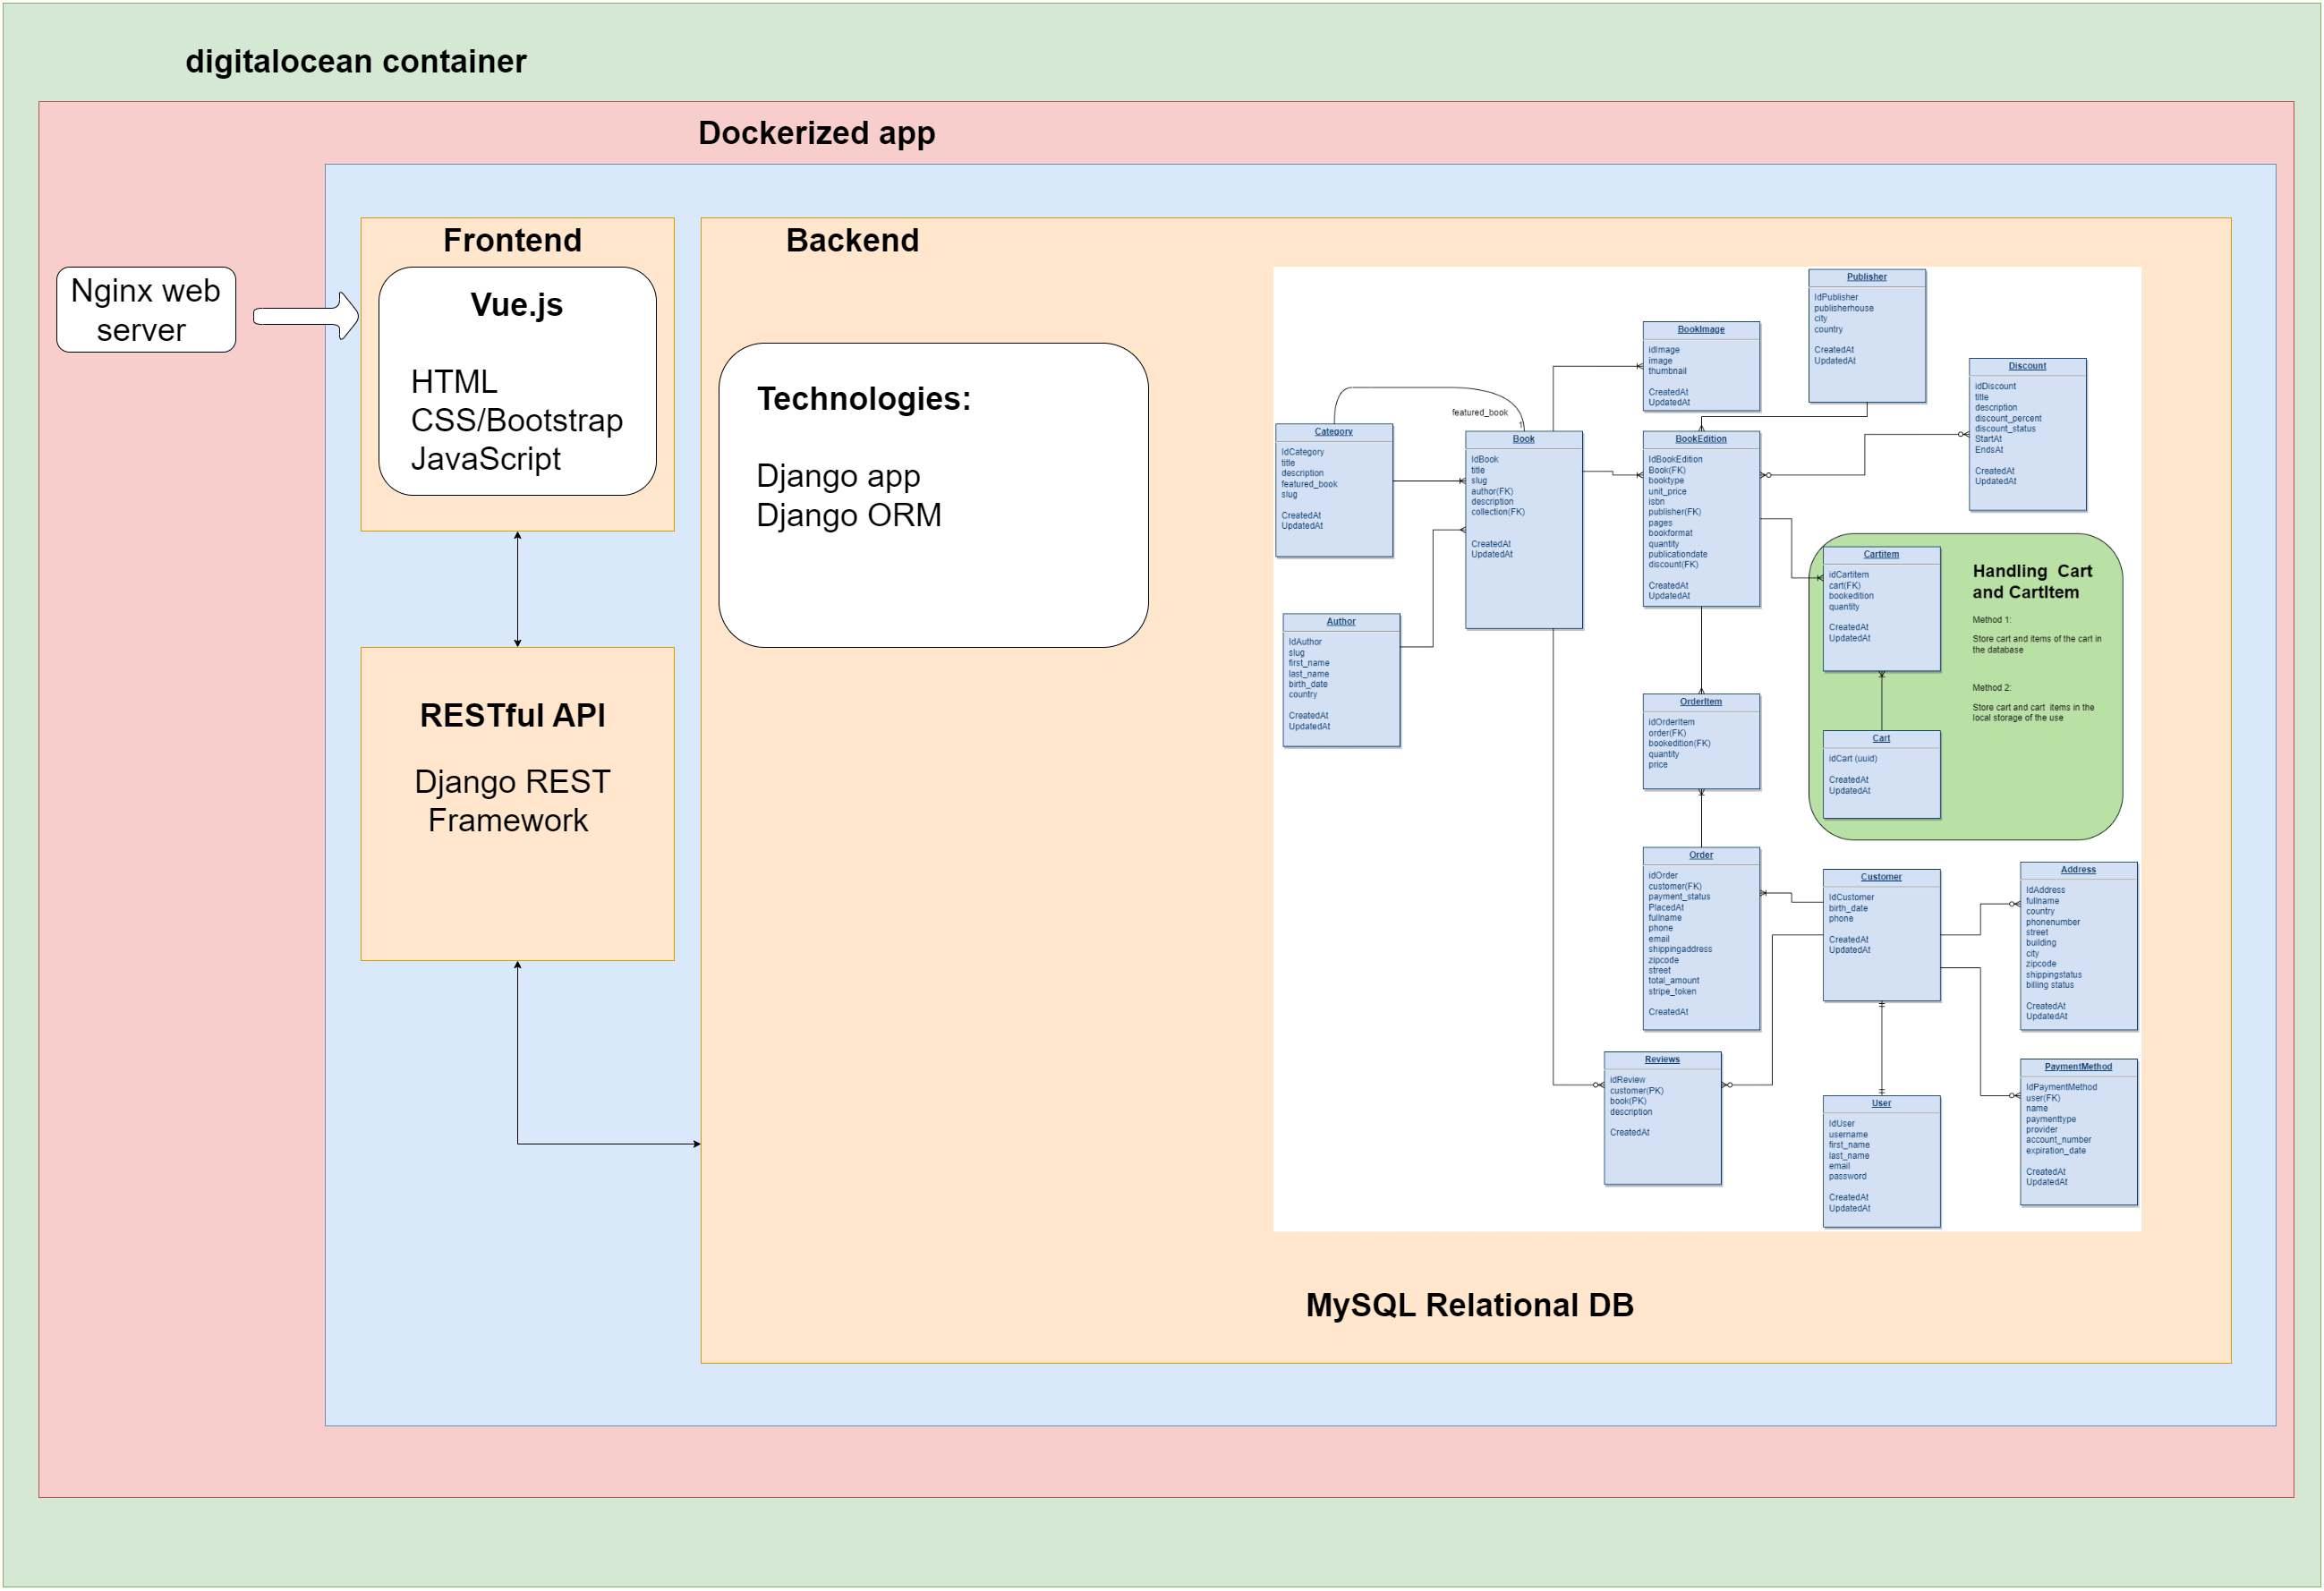 digitalocean container
Dockerized app
Nginx web
server
Frontend
Vue.js
HTML
CSS/Bootstrap
JavaScript
RESTful API
Django REST
Framework
Backend
Technologies:
Django app
Django ORM
Publisher
IdPublisher
publisherhouse
city
country
CreatedAt
UpdatedAt
BookImage
idImage
image
thumbnail
CreatedAt
UpdatedAt
Discount
idDiscount
title
description
discount_percent
discount_status
StartAt
EndsAt
CreatedAt
UpdatedAt
featured_book
1
Category
IdCategory
title
description
featured_book
slug
CreatedAt
UpdatedAt
Book
IdBook
title
slug
author(FK)
description
collection(FK)
CreatedAt
UpdatedAt
BookEdition
IdBookEdition
Book(FK)
booktype
unit_price
isbn
publisher(FK)
pages
bookformat
quantity
publicationdate
discount(FK)
CreatedAt
UpdatedAt
CartItem
idCartItem
cart(FK)
bookedition
quantity
CreatedAt
UpdatedAt
Handling Cart
and CartItem
Method 1:
Store cart and items of the cart in
the database
Method 2:
Store cart and cart items in the
local storage of the use
Author
IdAuthor
slug
first_name
last_name
birth_date
country
CreatedAt
UpdatedAt
OrderItem
idOrderItem
order(FK)
bookedition(FK)
quantity
price
Cart
idCart (uuid)
CreatedAt
UpdatedAt
Order
idOrder
customer(FK)
payment_status
PlacedAt
fullname
phone
email
shippingaddress
zipcode
street
total_amount
stripe_token
CreatedAt
Customer
IdCustomer
birth_date
phone
CreatedAt
UpdatedAt
Address
IdAddress
fullname
country
phonenumber
street
building
city
zipcode
shippingstatus
billing status
CreatedAt
UpdatedAt
Reviews
idReview
customer(PK)
book(PK)
description
CreatedAt
User
IdUser
username
first_name
last_name
email
password
CreatedAt
UpdatedAt
PaymentMethod
IdPaymentMethod
user(FK)
name
paymenttype
provider
account_number
expiration_date
CreatedAt
UpdatedAt
MySQL Relational DB